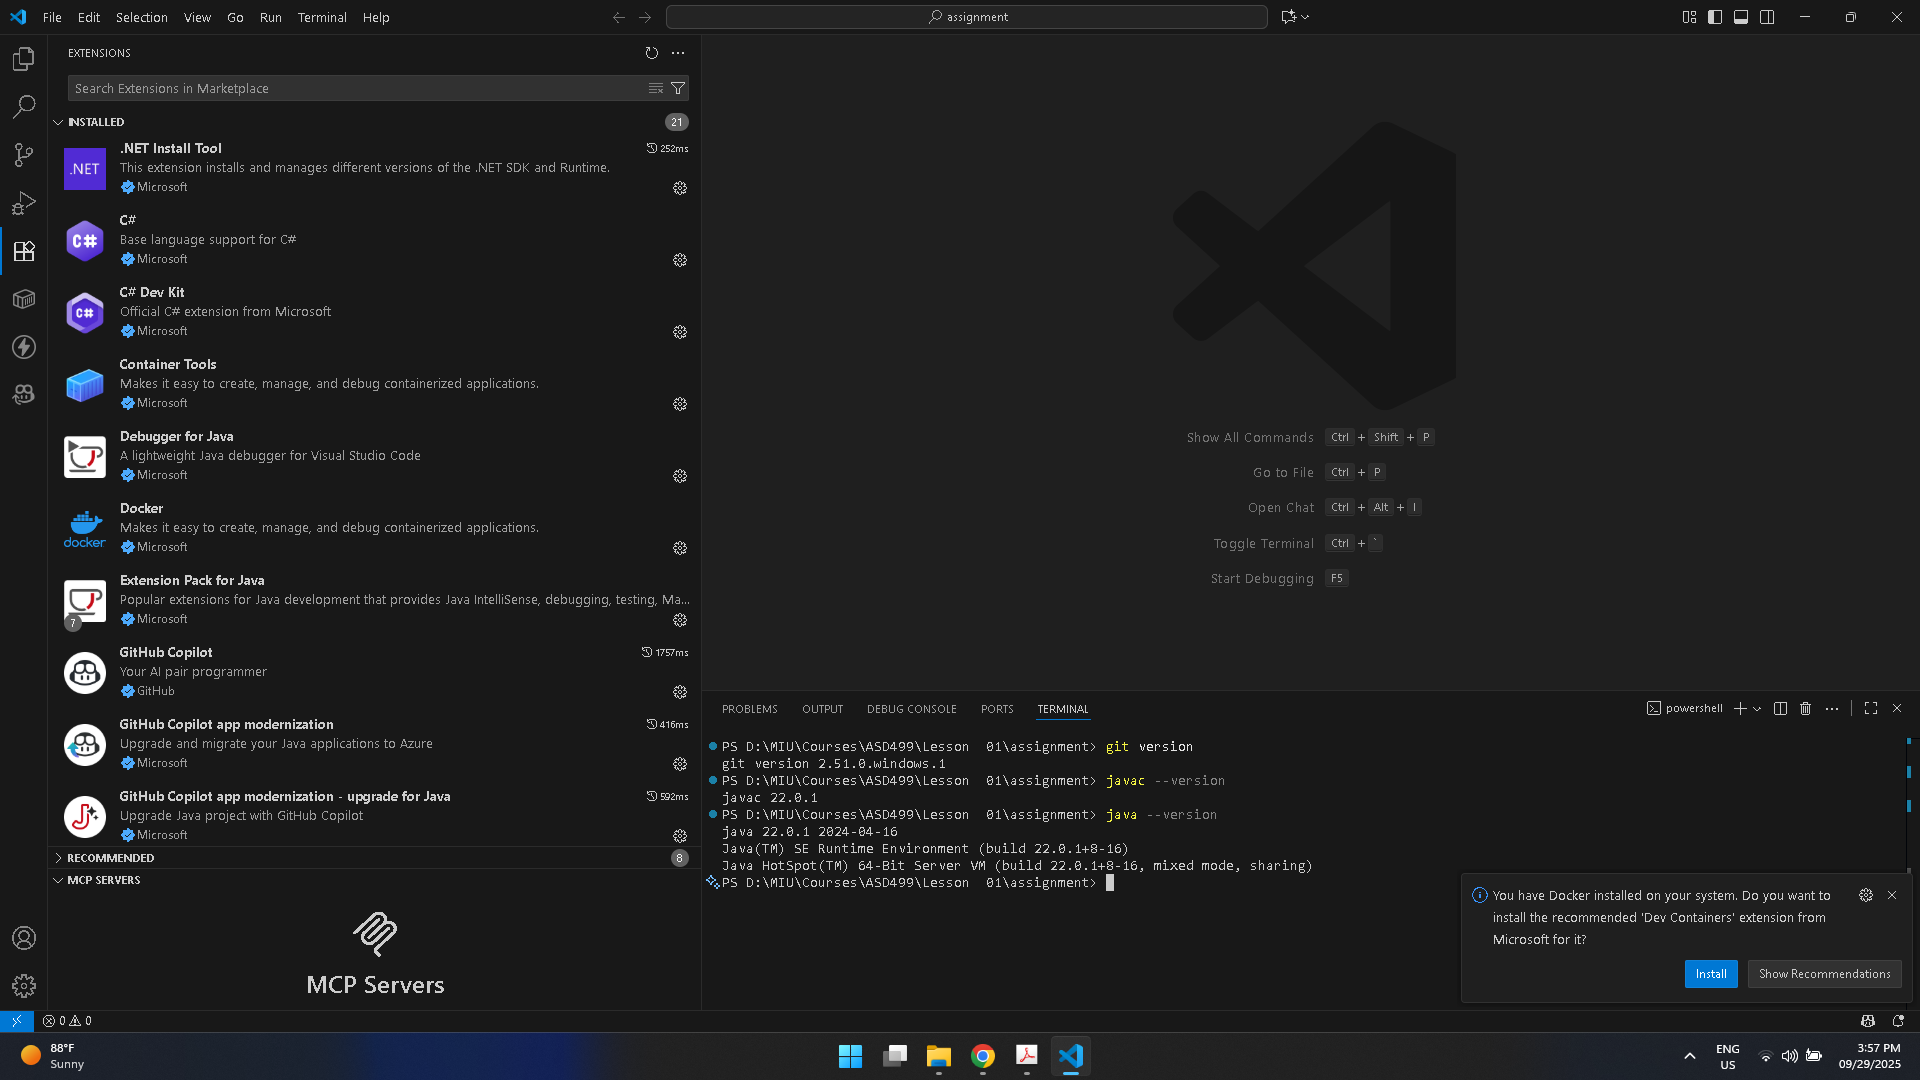 File Edit Selection View Go Run Terminal Help
assignment
EXTENSIONS
Search Extensions in Marketplace
INSTALLED 21
.NET
.NET Install Tool 252ms
This extension installs and manages different versions of the .NET SDK and Runtime.
Microsoft
C#
Base language support for C#
Microsoft
C# Dev Kit
Official C# extension from Microsoft
Microsoft
Container Tools
Makes it easy to create, manage, and debug containerized applications.
Microsoft
Debugger for Java
A lightweight Java debugger for Visual Studio Code
Microsoft
docker
Docker
Makes it easy to create, manage, and debug containerized applications.
Microsoft
Extension Pack for Java
Popular extensions for Java development that provides Java IntelliSense, debugging, testing, Ma...
7
Microsoft
GitHub Copilot 1757ms
Your AI pair programmer
GitHub
GitHub Copilot app modernization 416ms
Upgrade and migrate your Java applications to Azure
Microsoft
GitHub Copilot app modernization - upgrade for Java 592ms
Upgrade Java project with GitHub Copilot
Microsoft
RECOMMENDED 8
MCP SERVERS
MCP Servers
Show All Commands Ctrl + Shift + P
Go to File Ctrl + P
Open Chat Ctrl + Alt + I
Toggle Terminal Ctrl + `
Start Debugging F5
PROBLEMS OUTPUT DEBUG CONSOLE PORTS TERMINAL
powershell
PS D:\MIU\Courses\ASD499\Lesson  01\assignment> git version
git version 2.51.0.windows.1
PS D:\MIU\Courses\ASD499\Lesson  01\assignment> javac --version
javac 22.0.1
PS D:\MIU\Courses\ASD499\Lesson  01\assignment> java --version
java 22.0.1 2024-04-16
Java(TM) SE Runtime Environment (build 22.0.1+8-16)
Java HotSpot(TM) 64-Bit Server VM (build 22.0.1+8-16, mixed mode, sharing)
PS D:\MIU\Courses\ASD499\Lesson  01\assignment>
You have Docker installed on your system. Do you want to
install the recommended 'Dev Containers' extension from
Microsoft for it?
Install Show Recommendations
0 0
88°F
Sunny
ENG
US
3:57 PM
09/29/2025